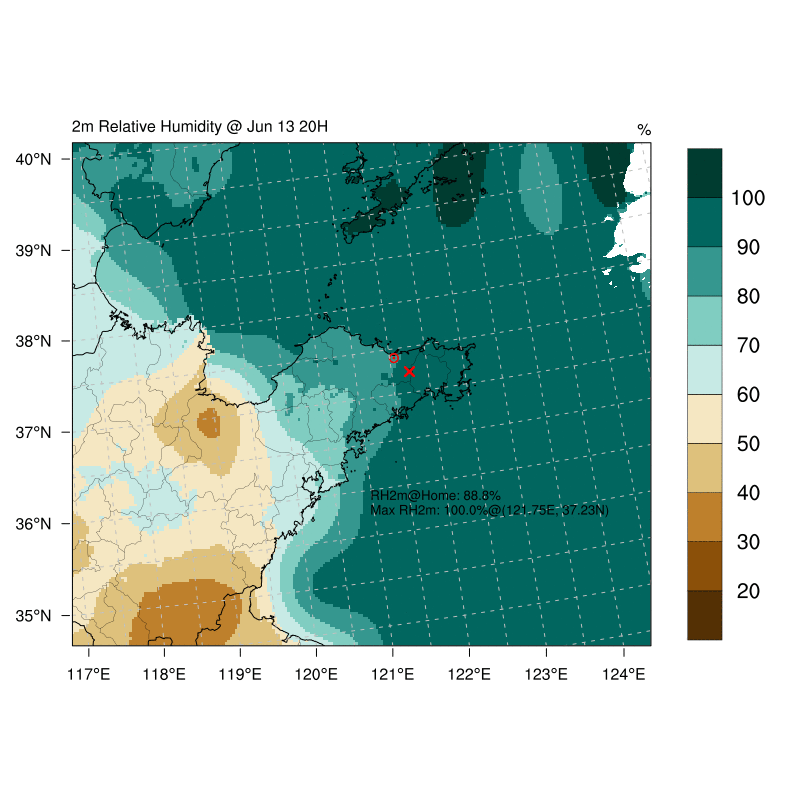 2m Relative Humidity @ Jun 13 20H
%
40°N
39°N
38°N
37°N
36°N
35°N
117°E
118°E
119°E
120°E
121°E
122°E
123°E
124°E
RH2m@Home: 88.8%
Max RH2m: 100.0%@(121.75E, 37.23N)
100
90
80
70
60
50
40
30
20